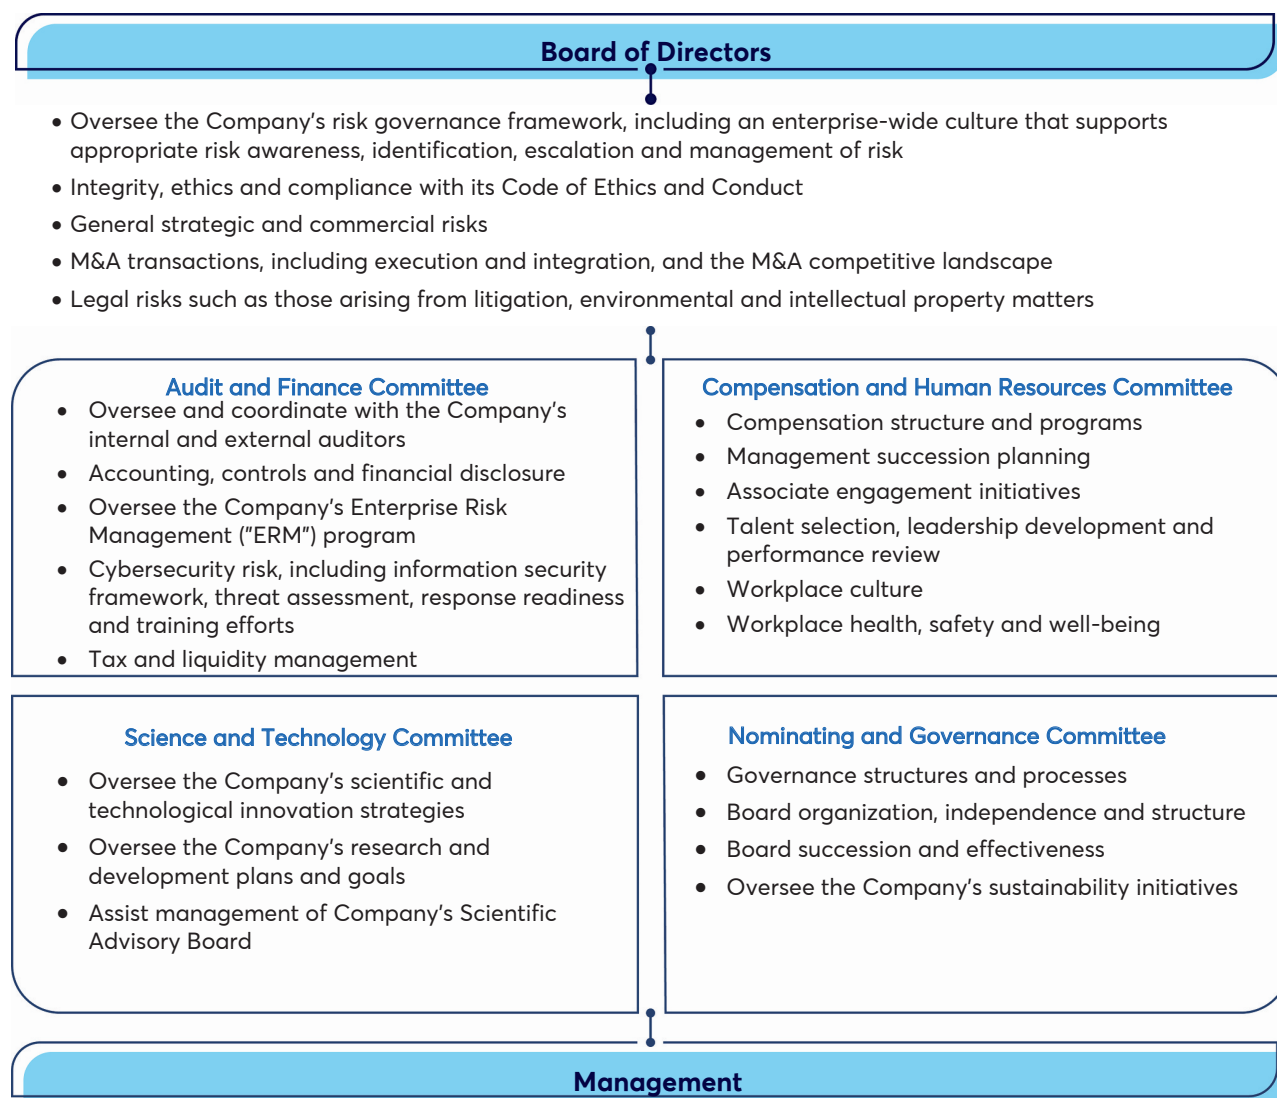 Board of Directors
• Oversee the Company's risk governance framework, including an enterprise-wide culture that supports
appropriate risk awareness, identification, escalation and management of risk
• Integrity, ethics and compliance with its Code of Ethics and Conduct
• General strategic and commercial risks
• M&A transactions, including execution and integration, and the M&A competitive landscape
• Legal risks such as those arising from litigation, environmental and intellectual property matters
Audit and Finance Committee
• Oversee and coordinate with the Company's
internal and external auditors
• Accounting, controls and financial disclosure
• Oversee the Company's Enterprise Risk
Management ("ERM") program
• Cybersecurity risk, including information security
framework, threat assessment, response readiness
and training efforts
• Tax and liquidity management
Compensation and Human Resources Committee
• Compensation structure and programs
• Management succession planning
• Associate engagement initiatives
• Talent selection, leadership development and
performance review
• Workplace culture
• Workplace health, safety and well-being
Science and Technology Committee
• Oversee the Company's scientific and
technological innovation strategies
• Oversee the Company's research and
development plans and goals
• Assist management of Company's Scientific
Advisory Board
Nominating and Governance Committee
• Governance structures and processes
• Board organization, independence and structure
• Board succession and effectiveness
• Oversee the Company's sustainability initiatives
Management